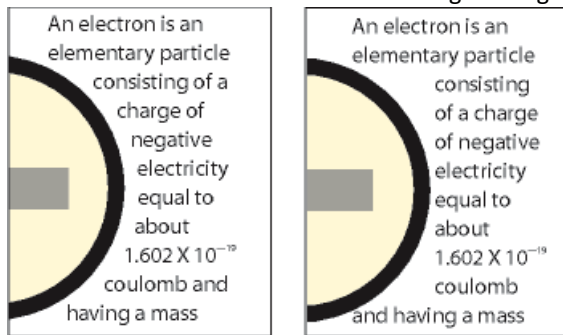 An electron is an
elementary particle
consisting of a
charge of
negative
electricity
equal to
about
1.602 X 10⁻¹⁹
coulomb and
having a mass
An electron is an
elementary particle
consisting
of a charge
of negative
electricity
equal to
about
1.602 X 10⁻¹⁹
coulomb
and having a mass